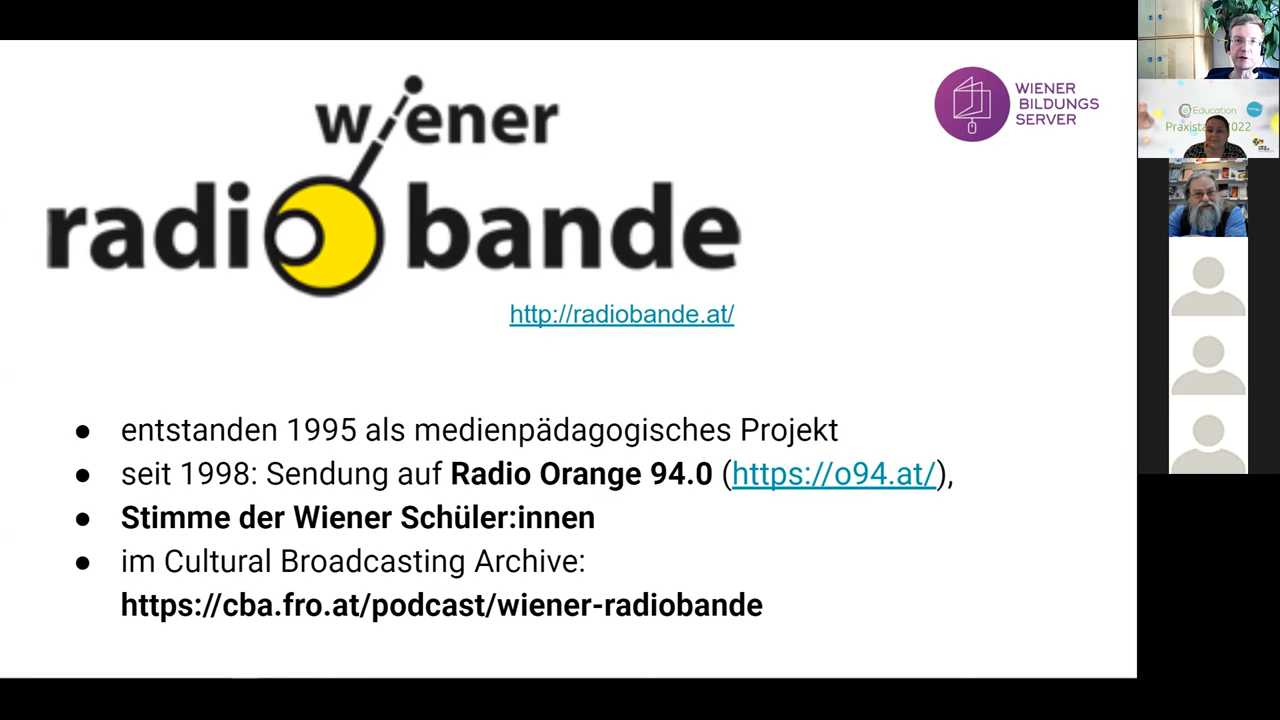 wiener
radio bande
WIENER
BILDUNGS
SERVER
http://radiobande.at/
● entstanden 1995 als medienpädagogisches Projekt
● seit 1998: Sendung auf Radio Orange 94.0 (https://o94.at/),
● Stimme der Wiener Schüler:innen
● im Cultural Broadcasting Archive:
https://cba.fro.at/podcast/wiener-radiobande
Education
2022